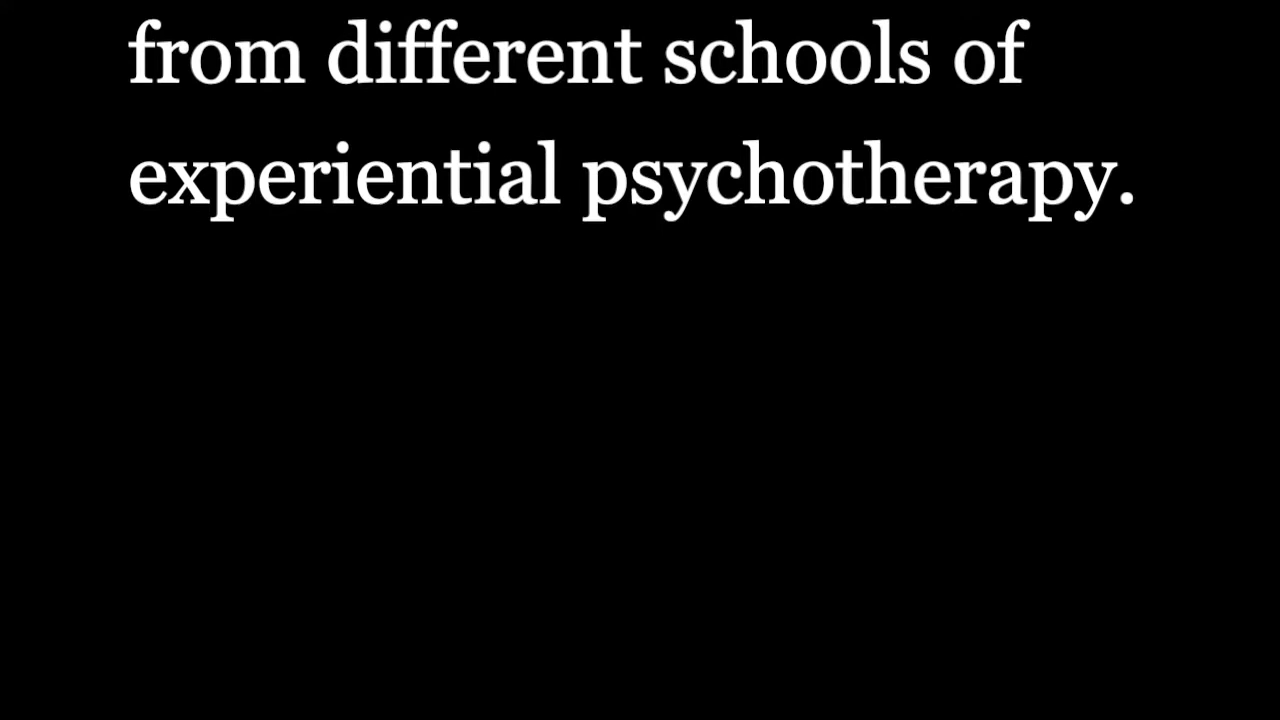 from different schools of
experiential psychotherapy.